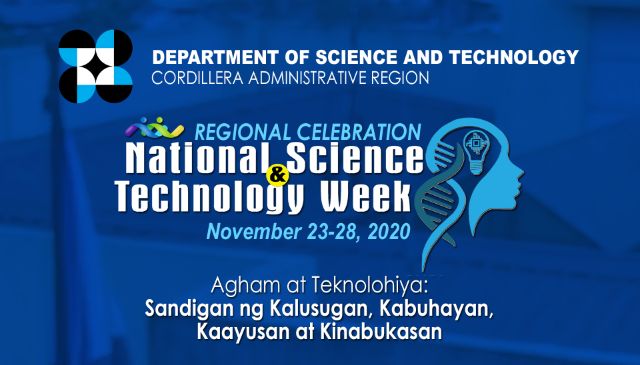 DEPARTMENT OF SCIENCE AND TECHNOLOGY
CORDILLERA ADMINISTRATIVE REGION
REGIONAL CELEBRATION
National Science
&
Technology Week
November 23-28, 2020
Agham at Teknolohiya:
Sandigan ng Kalusugan, Kabuhayan,
Kaayusan at Kinabukasan